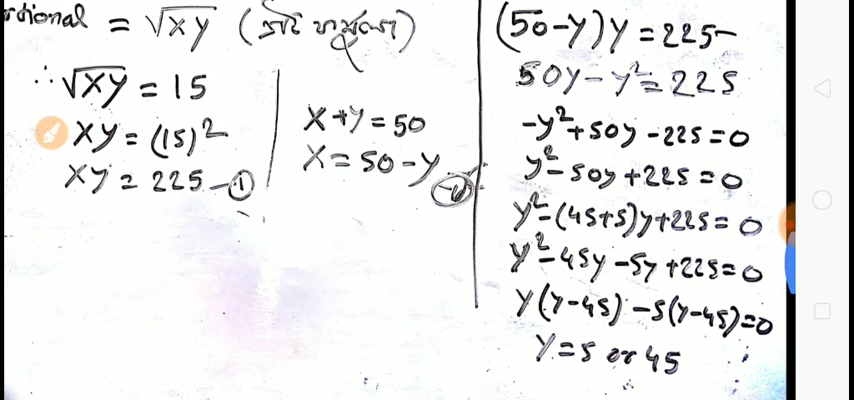 = √xy
∴ √xy = 15
xy = (15)²
xy = 225 - ①
x + y = 50
x = 50 - y
(50-y)y = 225
50y - y² = 225
-y² + 50y - 225 = 0
y² - 50y + 225 = 0
y² - (45+5)y + 225 = 0
y² - 45y - 5y + 225 = 0
y(y-45) - 5(y-45) = 0
y = 5 or 45